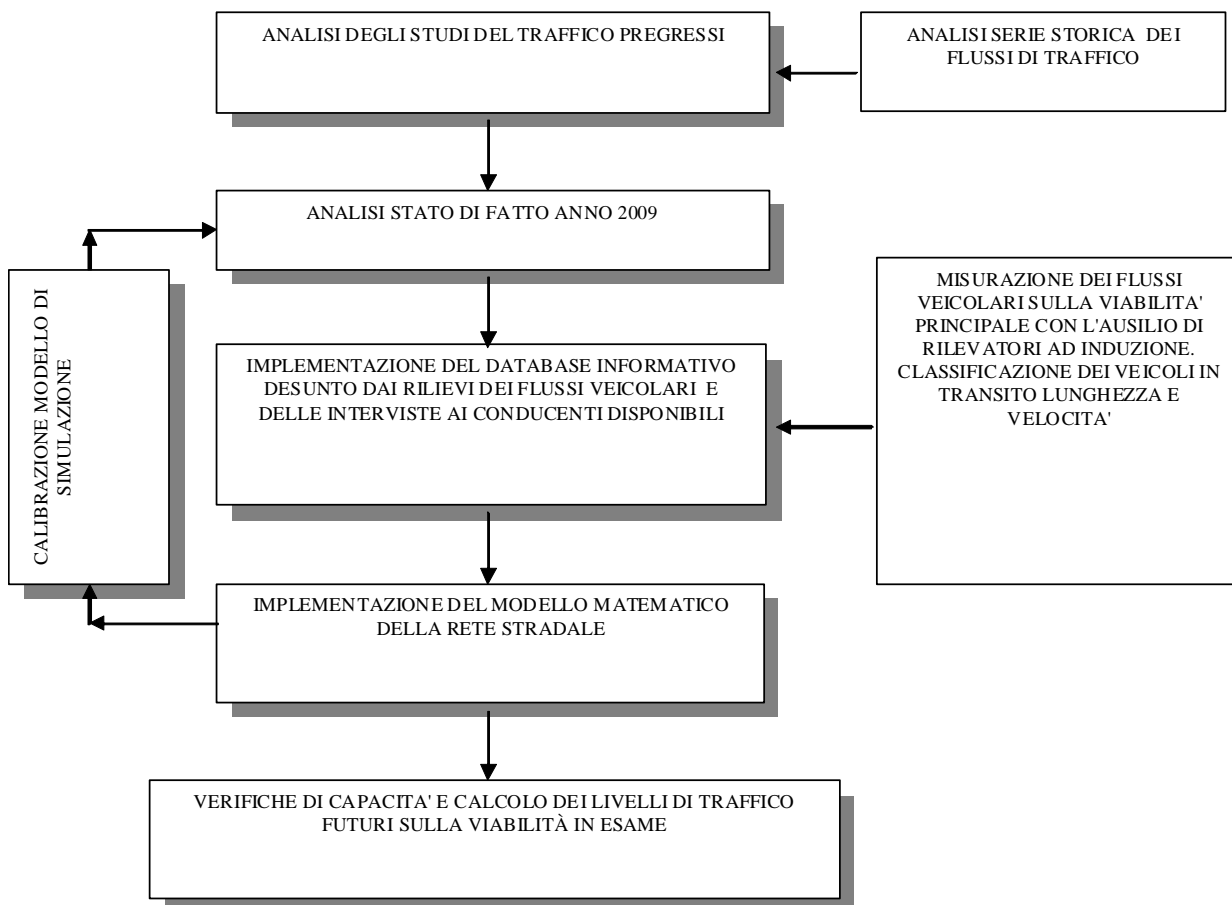 ANALISI DEGLI STUDI DEL TRAFFICO PREGRESSI
ANALISI SERIE STORICA DEI
FLUSSI DI TRAFFICO
ANALISI STATO DI FATTO ANNO 2009
CALIBRAZIONE MODELLO DI
SIMULAZIONE
IMPLEMENTAZIONE DEL DATABASE INFORMATIVO
DESUNTO DAI RILIEVI DEI FLUSSI VEICOLARI E
DELLE INTERVISTE AI CONDUCENTI DISPONIBILI
MISURAZIONE DEI FLUSSI
VEICOLARI SULLA VIABILITA'
PRINCIPALE CON L'AUSILIO DI
RILEVATORI AD INDUZIONE.
CLASSIFICAZIONE DEI VEICOLI IN
TRANSITO LUNGHEZZA E
VELOCITA'
IMPLEMENTAZIONE DEL MODELLO MATEMATICO
DELLA RETE STRADALE
VERIFICHE DI CAPACITA' E CALCOLO DEI LIVELLI DI TRAFFICO
FUTURI SULLA VIABILITÀ IN ESAME